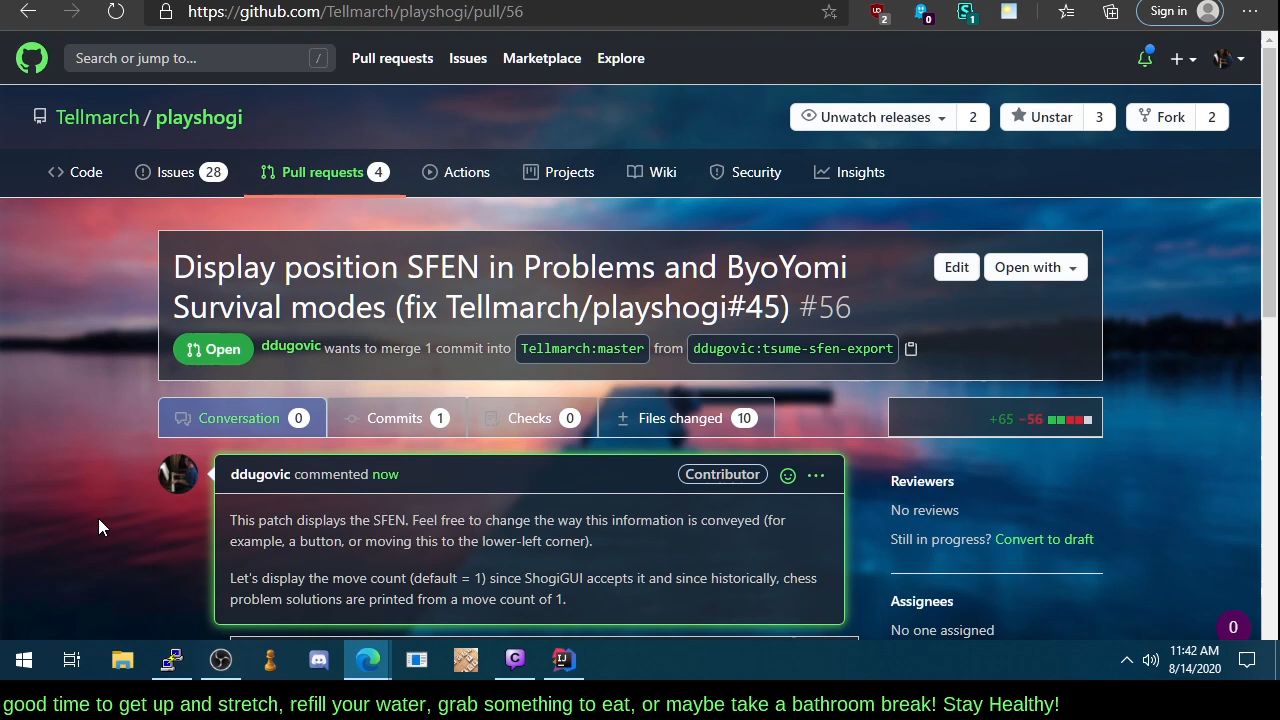 https://github.com/Tellmarch/playshogi/pull/56
2
0
1
Sign in
Search or jump to...
/
Pull requests
Issues
Marketplace
Explore
Tellmarch / playshogi
Unwatch releases 2
Unstar 3
Fork 2
Code
Issues 28
Pull requests 4
Actions
Projects
Wiki
Security
Insights
Display position SFEN in Problems and ByoYomi
Survival modes (fix Tellmarch/playshogi#45) #56
Edit
Open with
Open
ddugovic wants to merge 1 commit into Tellmarch:master from ddugovic:tsume-sfen-export
Conversation 0
Commits 1
Checks 0
Files changed 10
+65 −56
ddugovic commented now
Contributor
This patch displays the SFEN. Feel free to change the way this information is conveyed (for
example, a button, or moving this to the lower-left corner).
Let's display the move count (default = 1) since ShogiGUI accepts it and since historically, chess
problem solutions are printed from a move count of 1.
Reviewers
No reviews
Still in progress? Convert to draft
Assignees
No one assigned
0
11:42 AM
8/14/2020
good time to get up and stretch, refill your water, grab something to eat, or maybe take a bathroom break! Stay Healthy!